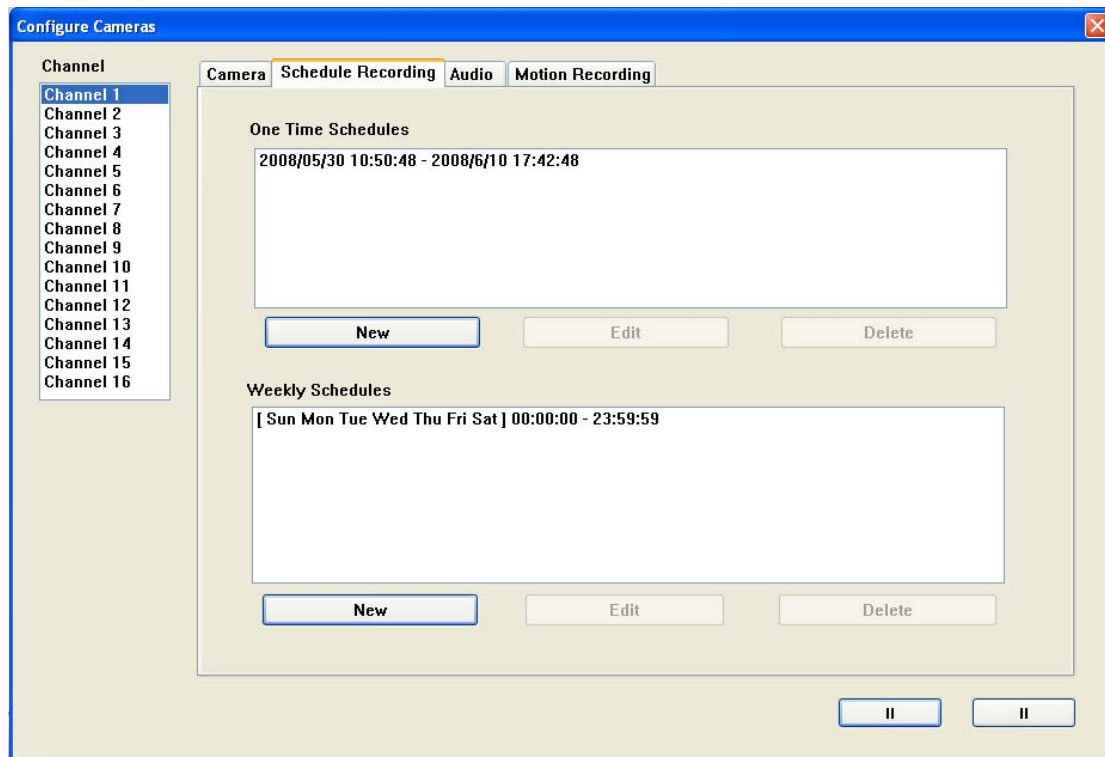 Configure Cameras
Channel
Channel 1
Channel 2
Channel 3
Channel 4
Channel 5
Channel 6
Channel 7
Channel 8
Channel 9
Channel 10
Channel 11
Channel 12
Channel 13
Channel 14
Channel 15
Channel 16
Camera Schedule Recording Audio Motion Recording
One Time Schedules
2008/05/30 10:50:48 - 2008/6/10 17:42:48
New Edit Delete
Weekly Schedules
[ Sun Mon Tue Wed Thu Fri Sat ] 00:00:00 - 23:59:59
New Edit Delete
II II